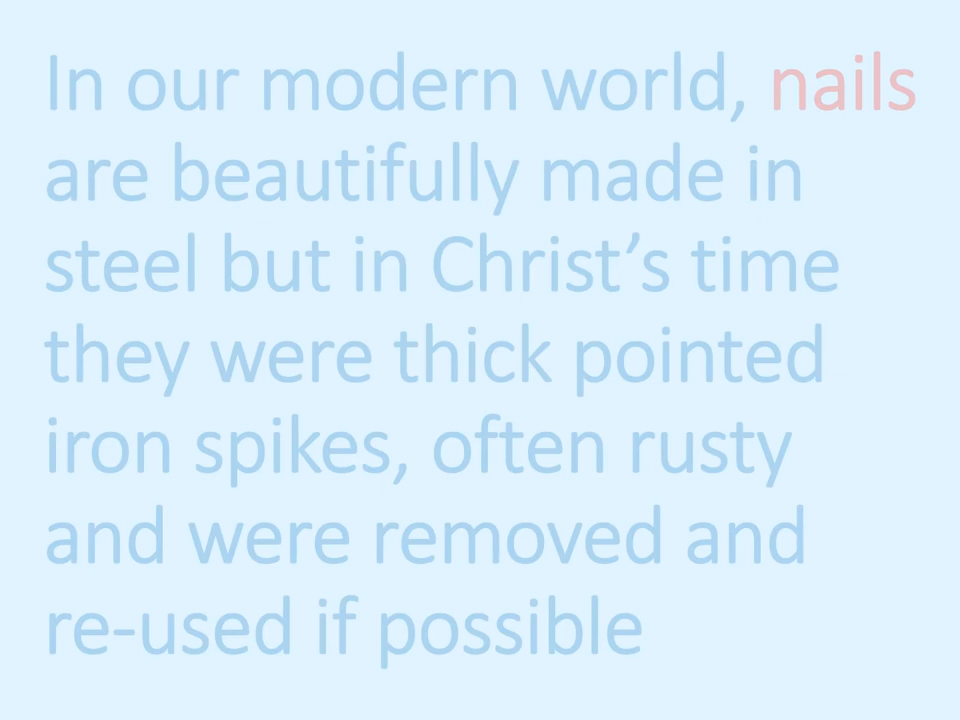 In our modern world, nails
are beautifully made in
steel but in Christ’s time
they were thick pointed
iron spikes, often rusty
and were removed and
re-used if possible